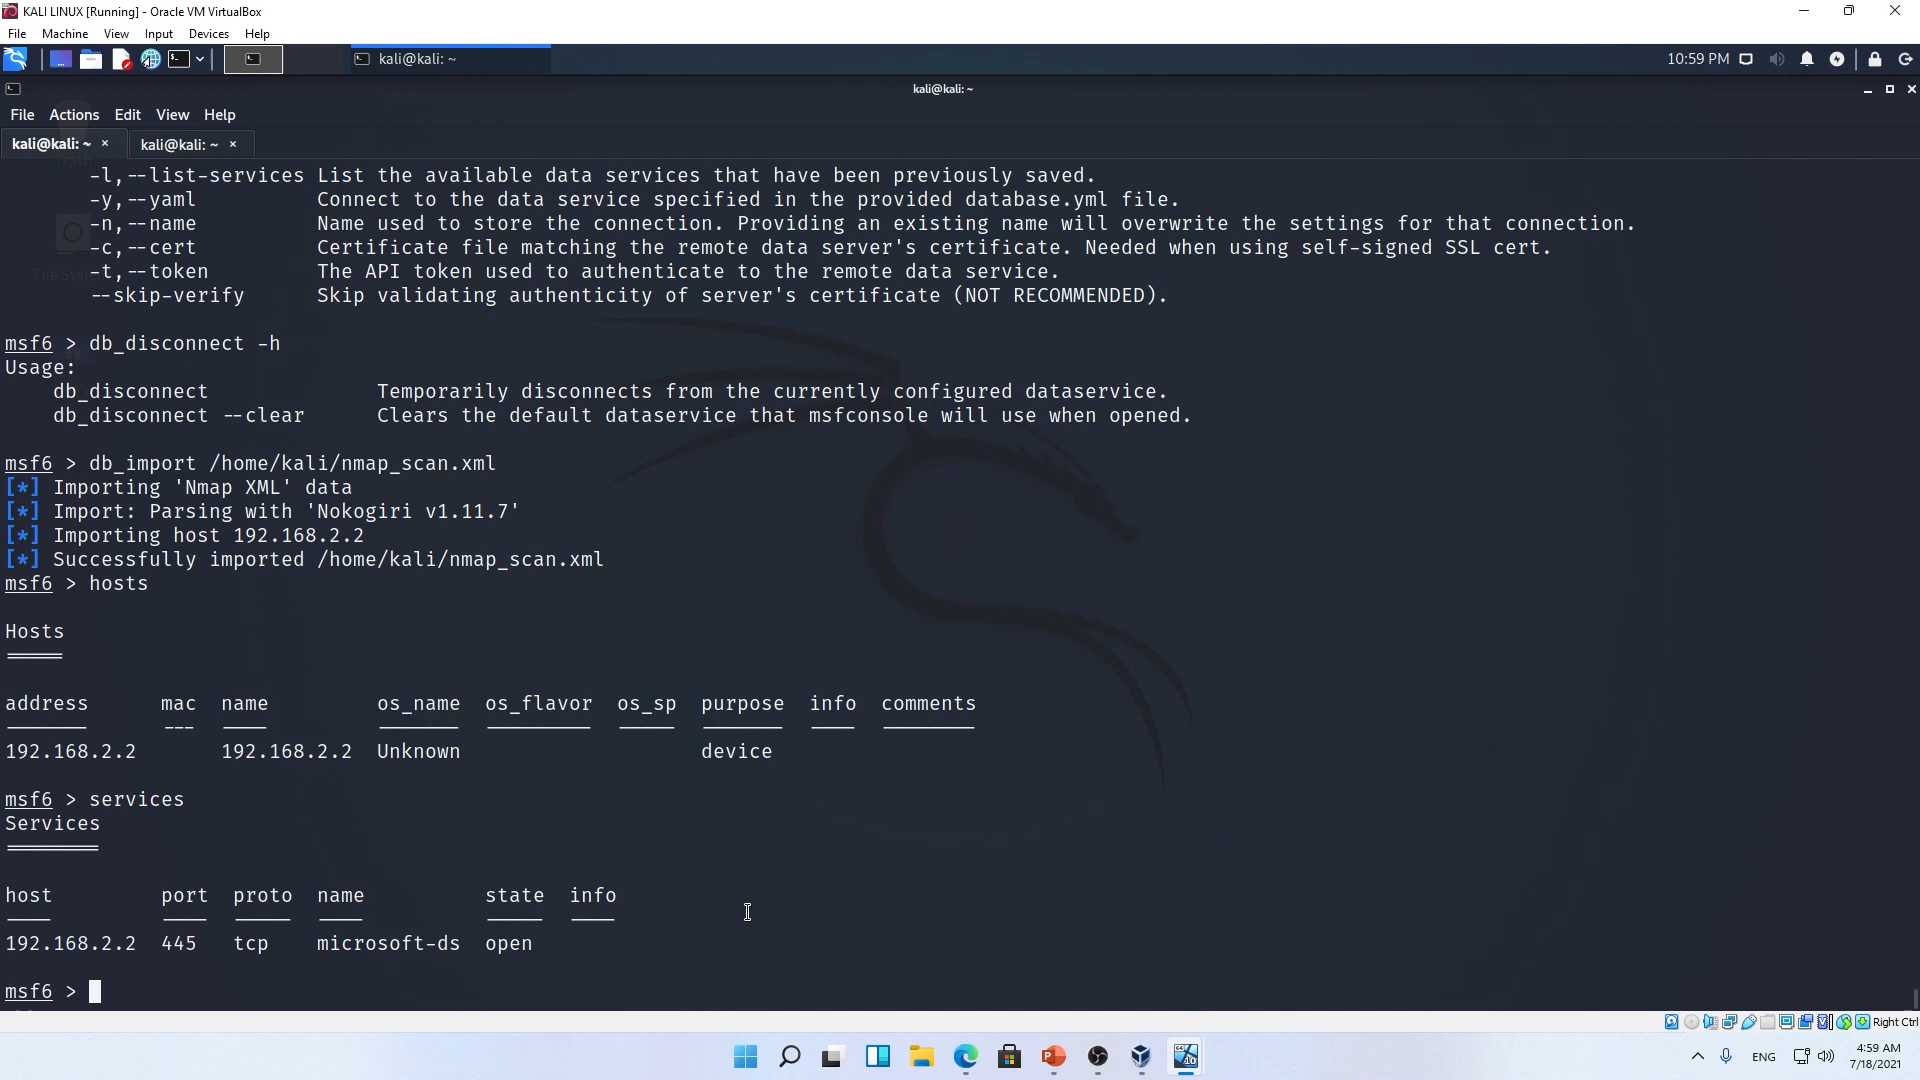 KALI LINUX [Running] - Oracle VM VirtualBox
File Machine View Input Devices Help
kali@kali: ~ 10:59 PM
kali@kali: ~
File Actions Edit View Help
kali@kali: ~ × kali@kali: ~ ×
-l,--list-services List the available data services that have been previously saved.
-y,--yaml Connect to the data service specified in the provided database.yml file.
-n,--name Name used to store the connection. Providing an existing name will overwrite the settings for that connection.
-c,--cert Certificate file matching the remote data server's certificate. Needed when using self-signed SSL cert.
-t,--token The API token used to authenticate to the remote data service.
--skip-verify Skip validating authenticity of server's certificate (NOT RECOMMENDED).
msf6 > db_disconnect -h
Usage:
db_disconnect Temporarily disconnects from the currently configured dataservice.
db_disconnect --clear Clears the default dataservice that msfconsole will use when opened.
msf6 > db_import /home/kali/nmap_scan.xml
[*] Importing 'Nmap XML' data
[*] Import: Parsing with 'Nokogiri v1.11.7'
[*] Importing host 192.168.2.2
[*] Successfully imported /home/kali/nmap_scan.xml
msf6 > hosts
Hosts
=====
address mac name os_name os_flavor os_sp purpose info comments
------- --- ---- ------- --------- ----- ------- ---- --------
192.168.2.2 192.168.2.2 Unknown device
msf6 > services
Services
========
host port proto name state info
---- ---- ----- ---- ----- ----
192.168.2.2 445 tcp microsoft-ds open
msf6 >
Right Ctrl
ENG 4:59 AM
7/18/2021